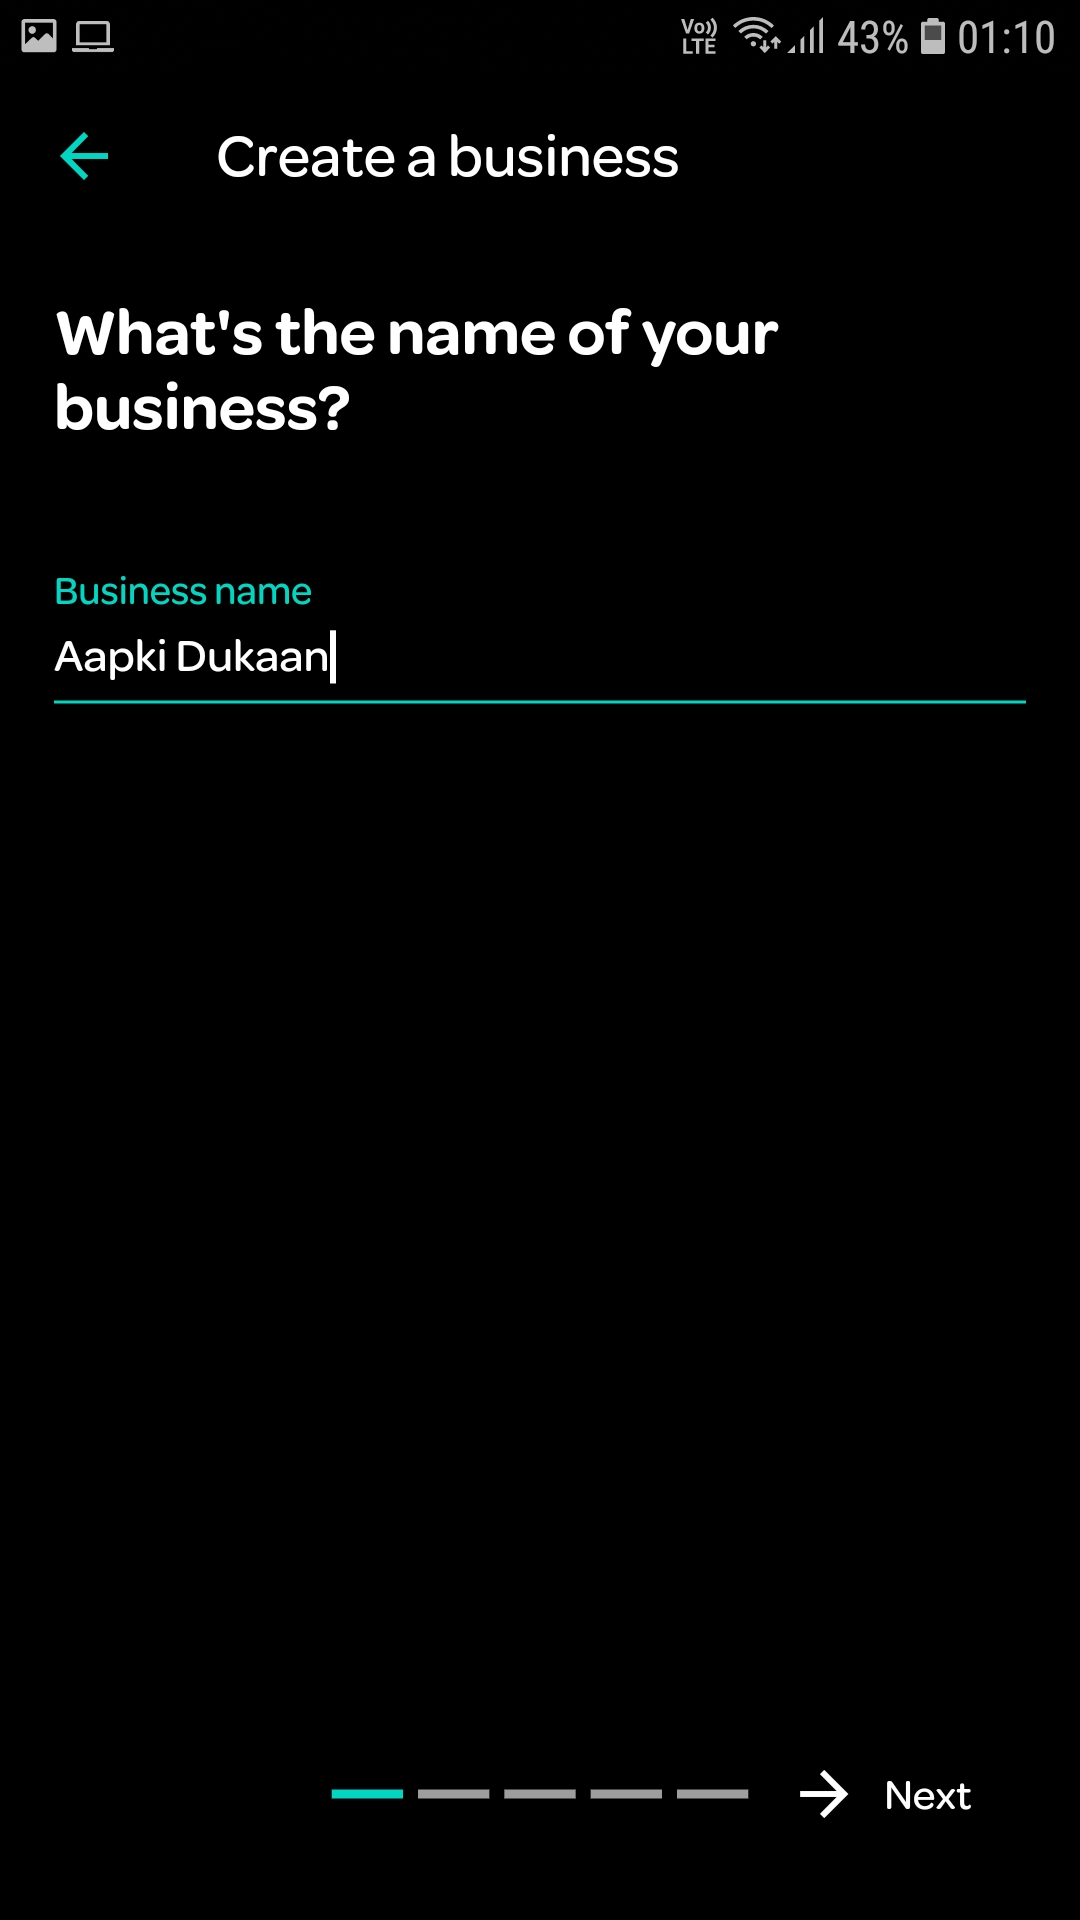 Vo)) LTE 43% 01:10
Create a business
What's the name of your
business?
Business name
Aapki Dukaan
Next